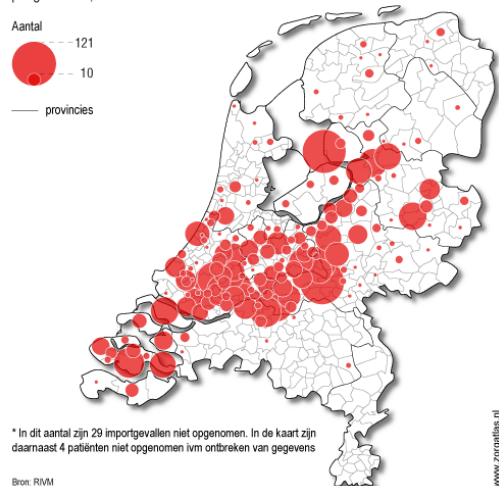 Aantal
121
10
provincies
* In dit aantal zijn 29 importgevallen niet opgenomen. In de kaart zijn
daarnaast 4 patiënten niet opgenomen ivm ontbreken van gegevens
Bron: RIVM
www.zorgatlas.nl